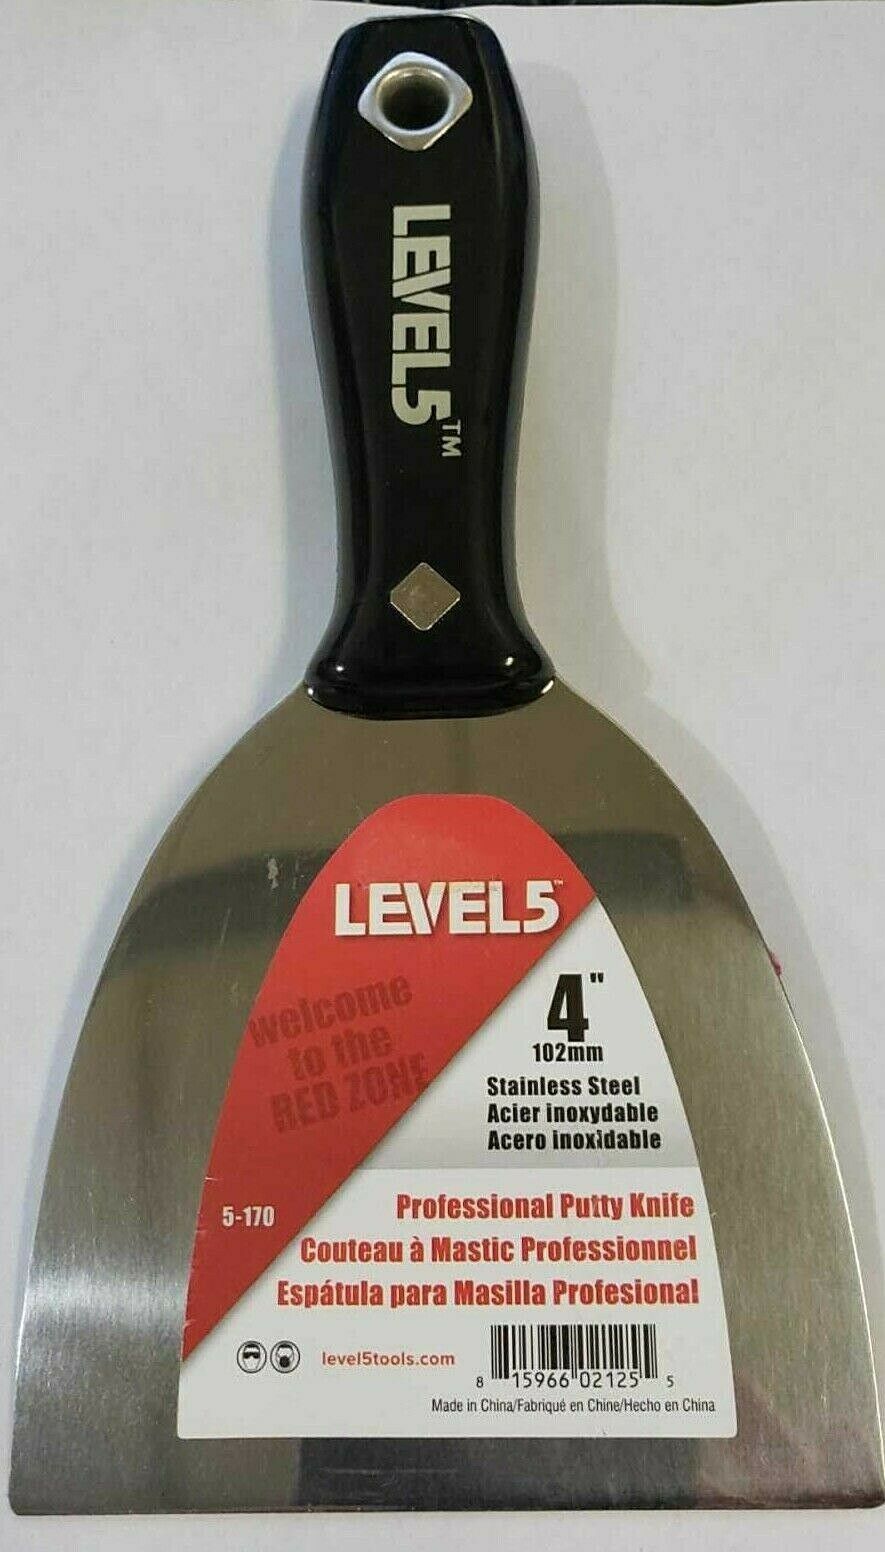 LEVEL5™
LEVEL5™
welcome
to the
RED ZONE
4"
102mm
Stainless Steel
Acier inoxydable
Acero inoxidable
5-170
Professional Putty Knife
Couteau à Mastic Professionnel
Espátula para Masilla Profesional
level5tools.com
8 15966 02125 5
Made in China/Fabriqué en Chine/Hecho en China